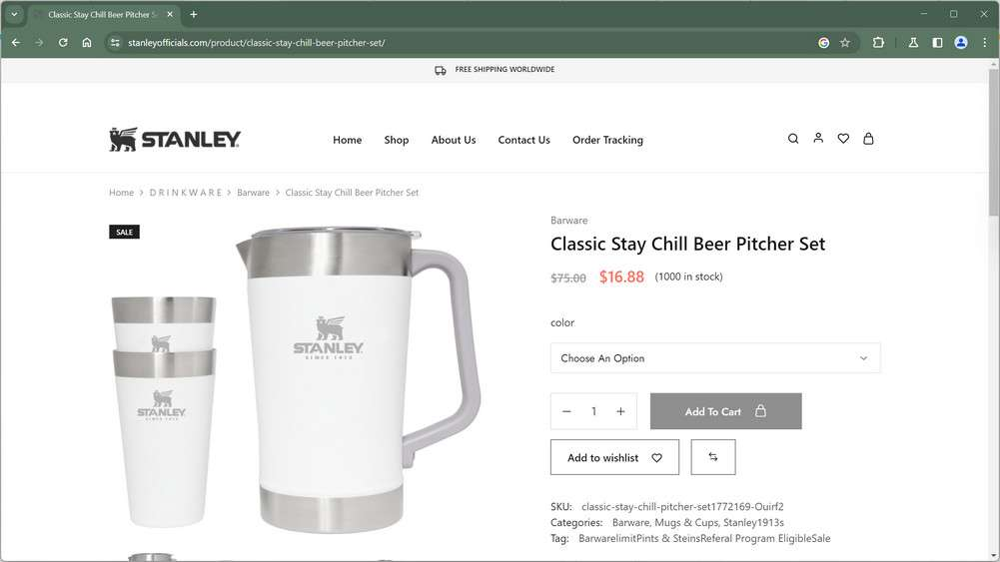 Classic Stay Chill Beer Pitcher Se
stanleyofficials.com/product/classic-stay-chill-beer-pitcher-set/
FREE SHIPPING WORLDWIDE
STANLEY
Home Shop About Us Contact Us Order Tracking
Home > D R I N K W A R E > Barware > Classic Stay Chill Beer Pitcher Set
SALE
STANLEY
SINCE 1913
STANLEY
SINCE 1913
Barware
Classic Stay Chill Beer Pitcher Set
$75.00 $16.88 (1000 in stock)
color
Choose An Option
− 1 + Add To Cart
Add to wishlist
SKU: classic-stay-chill-pitcher-set1772169-Ouirf2
Categories: Barware, Mugs & Cups, Stanley1913s
Tag: BarwarelimitPints & SteinsReferal Program EligibleSale